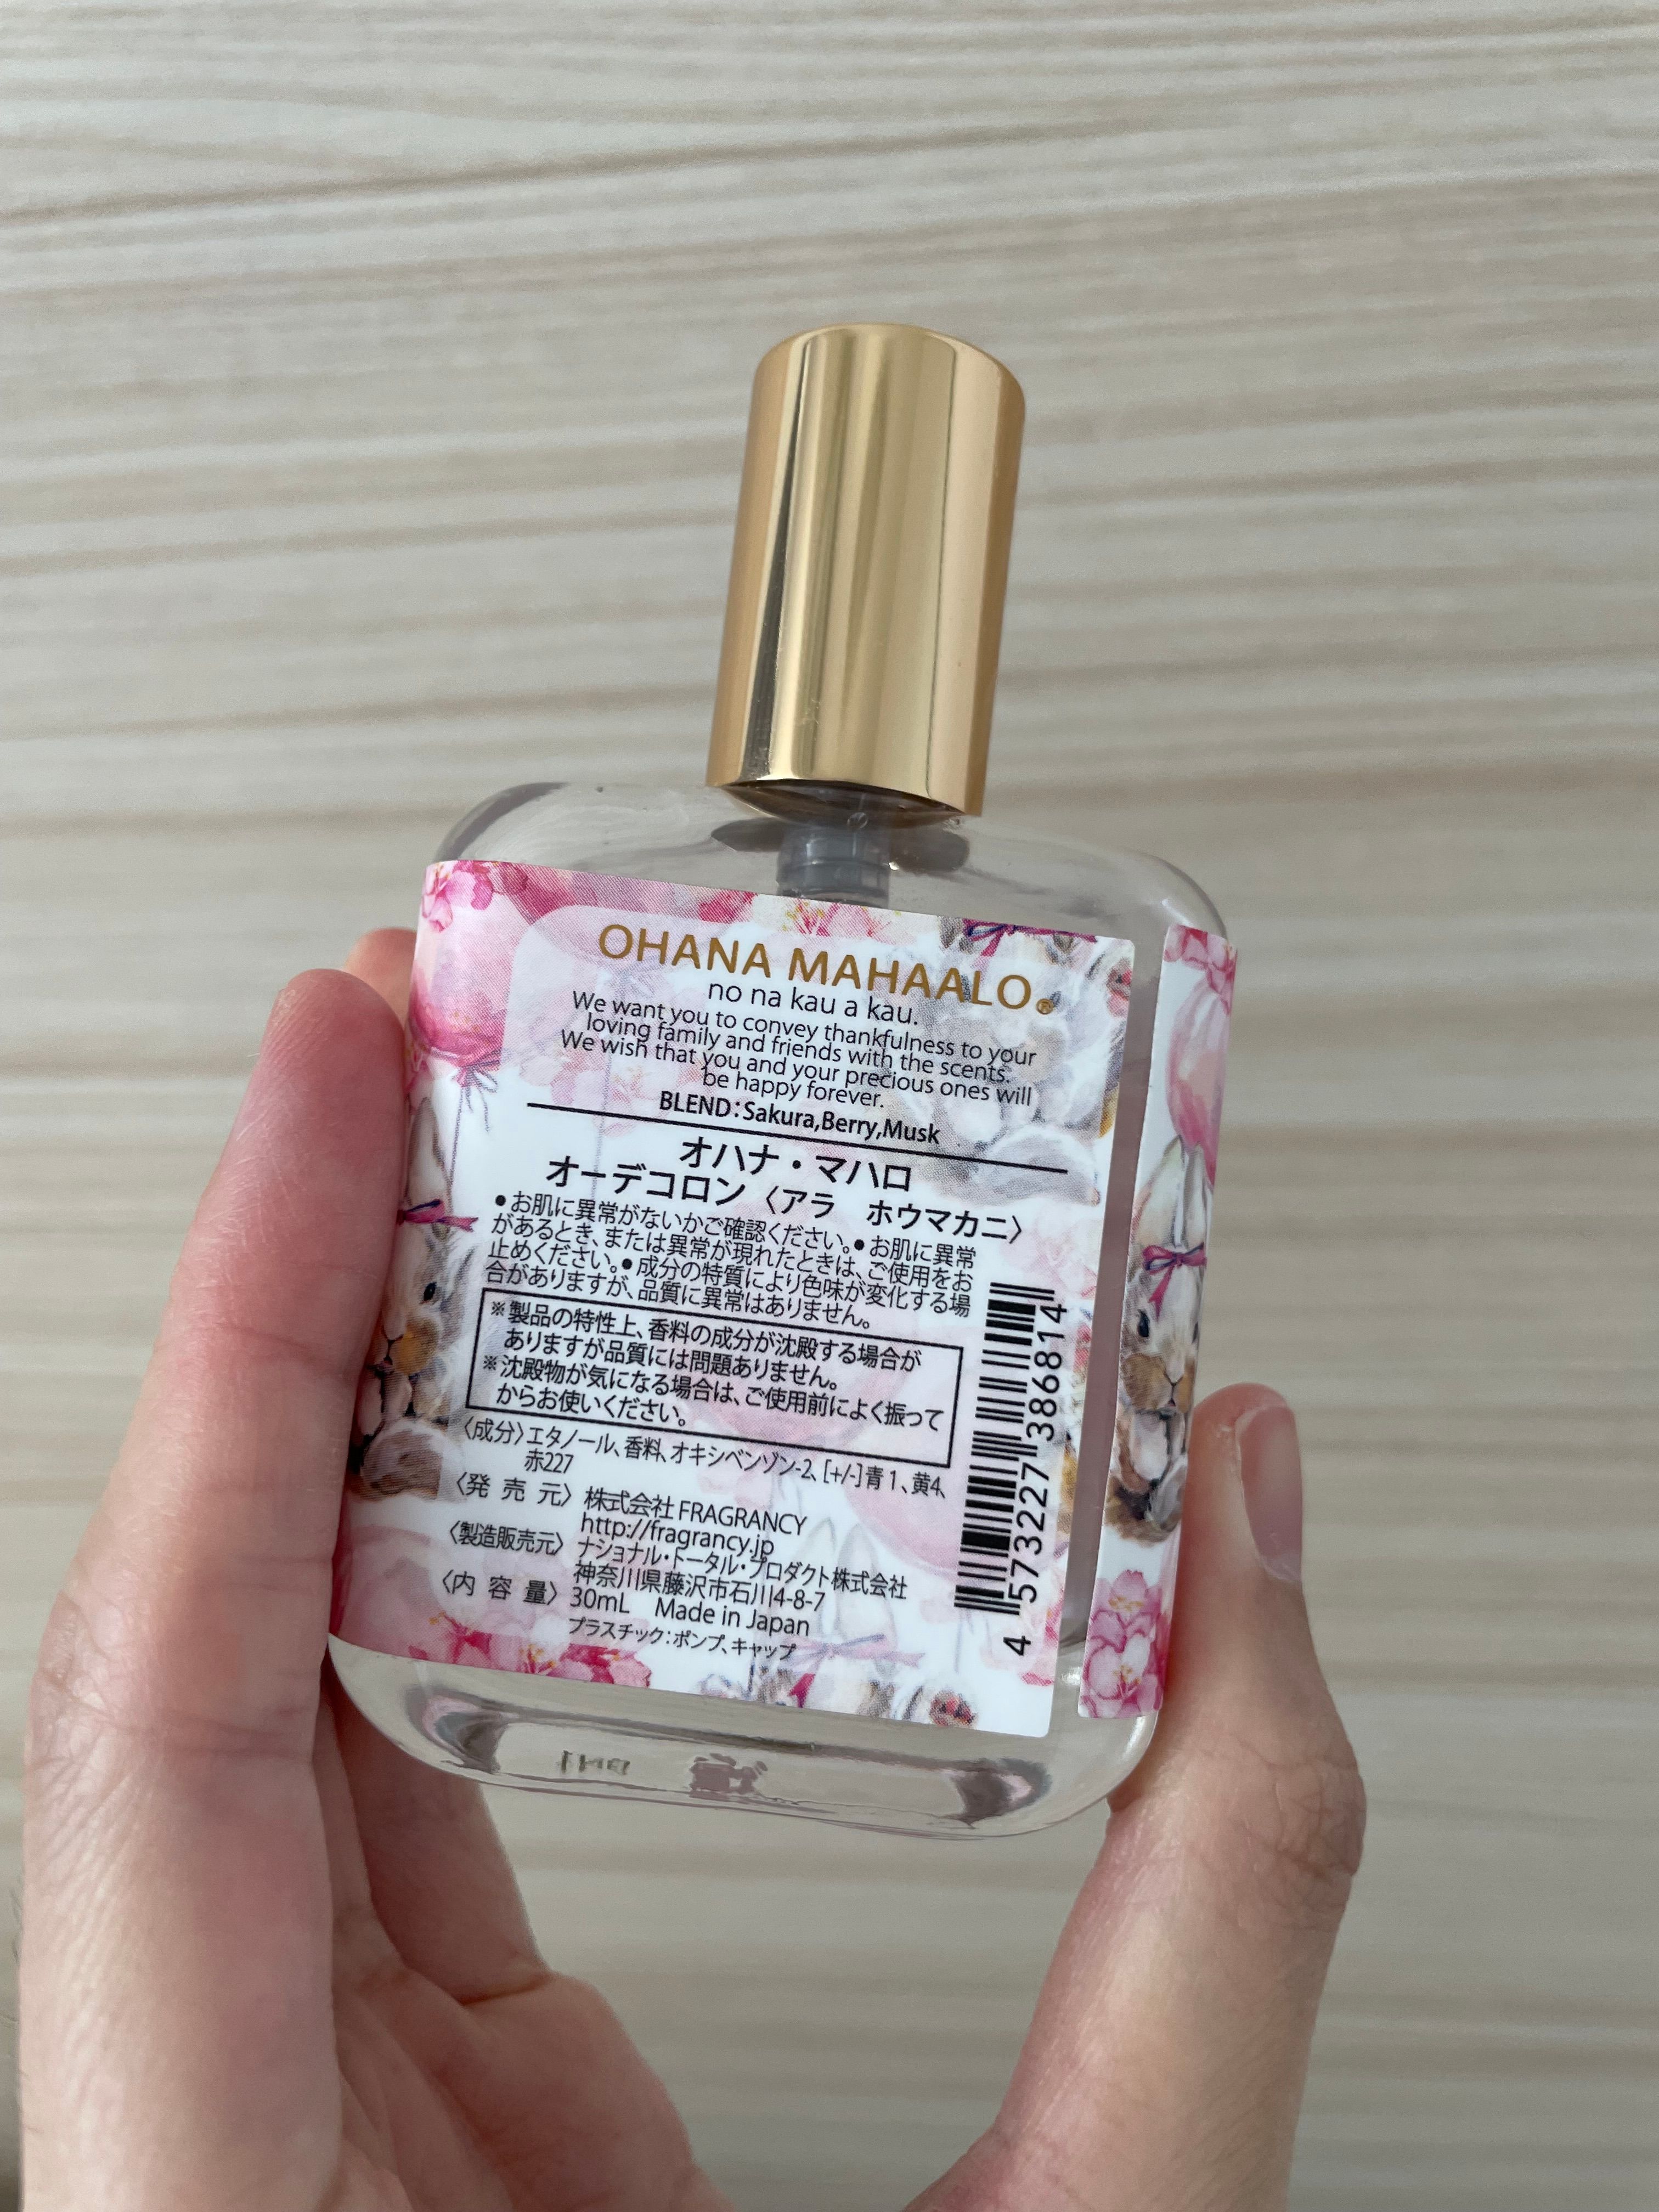 OHANA MAHAALO®
no na kau a kau.
We want you to convey thankfulness to your
loving family and friends with the scents.
We wish that you and your precious ones will
be happy forever.
BLEND:Sakura,Berry,Musk
オハナ・マハロ
オーデコロン〈アラ　ホウマカニ〉
●お肌に異常がないかご確認ください。●お肌に異常
があるとき、または異常が現れたときは、ご使用をお
止めください。●成分の特質により色味が変化する場
合がありますが、品質に異常はありません。
※製品の特性上、香料の成分が沈殿する場合が
ありますが品質には問題ありません。
※沈殿物が気になる場合は、ご使用前によく振って
からお使いください。
〈成分〉エタノール、香料、オキシベンゾン-2、[+/-]青1、黄4、
赤227
〈発売元〉株式会社 FRAGRANCY
http://fragrancy.jp
〈製造販売元〉ナショナル・トータル・プロダクト株式会社
神奈川県藤沢市石川4-8-7
〈内容量〉30mL　Made in Japan
プラスチック:ポンプ、キャップ
4 573227 386814